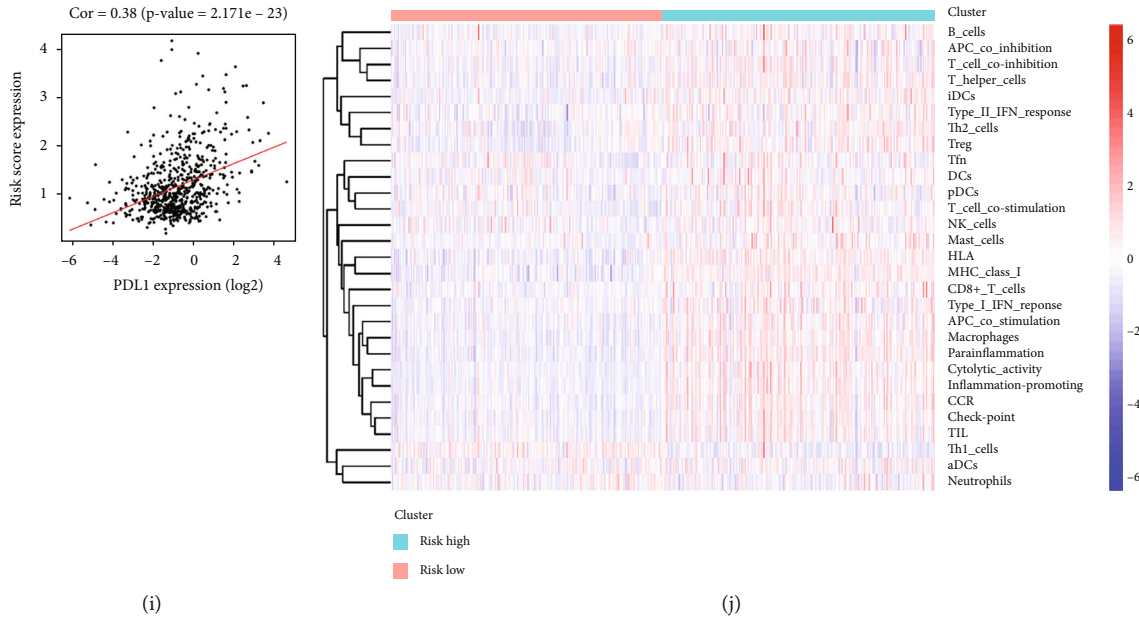 Cor = 0.38 (p-value = 2.171e – 23)
4
3
2
1
Risk score expression
–6
–4
–2
0
2
4
PDL1 expression (log2)
(i)
Cluster
B_cells
APC_co_inhibition
T_cell_co-inhibition
T_helper_cells
iDCs
Type_II_IFN_response
Th2_cells
Treg
Tfn
DCs
pDCs
T_cell_co-stimulation
NK_cells
Mast_cells
HLA
MHC_class_I
CD8+_T_cells
Type_I_IFN_reponse
APC_co_stimulation
Macrophages
Parainflammation
Cytolytic_activity
Inflammation-promoting
CCR
Check-point
TIL
Th1_cells
aDCs
Neutrophils
6
4
2
0
–2
–4
–6
Cluster
Risk high
Risk low
(j)